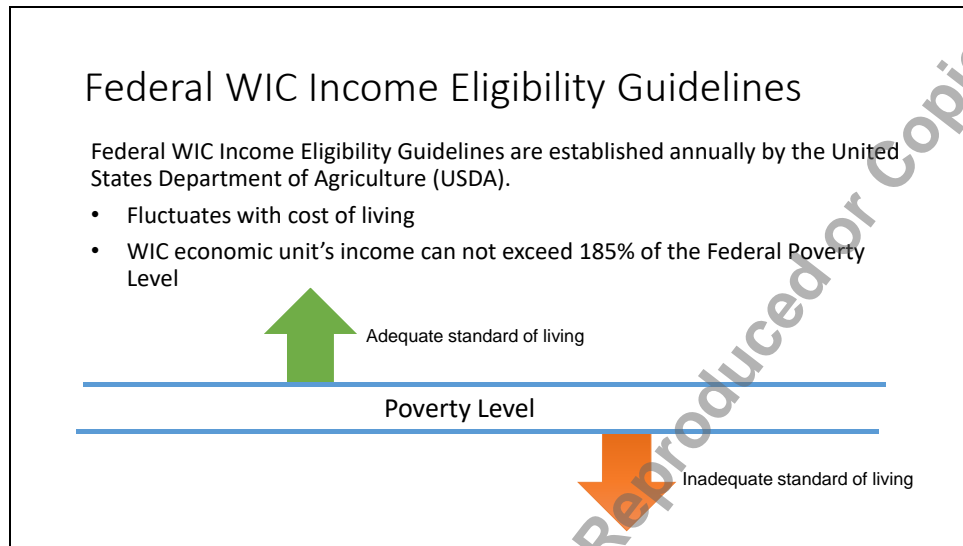 Federal WIC Income Eligibility Guidelines
Federal WIC Income Eligibility Guidelines are established annually by the United
States Department of Agriculture (USDA).
• Fluctuates with cost of living
• WIC economic unit’s income can not exceed 185% of the Federal Poverty
Level
Adequate standard of living
Poverty Level
Inadequate standard of living
Reproduced or